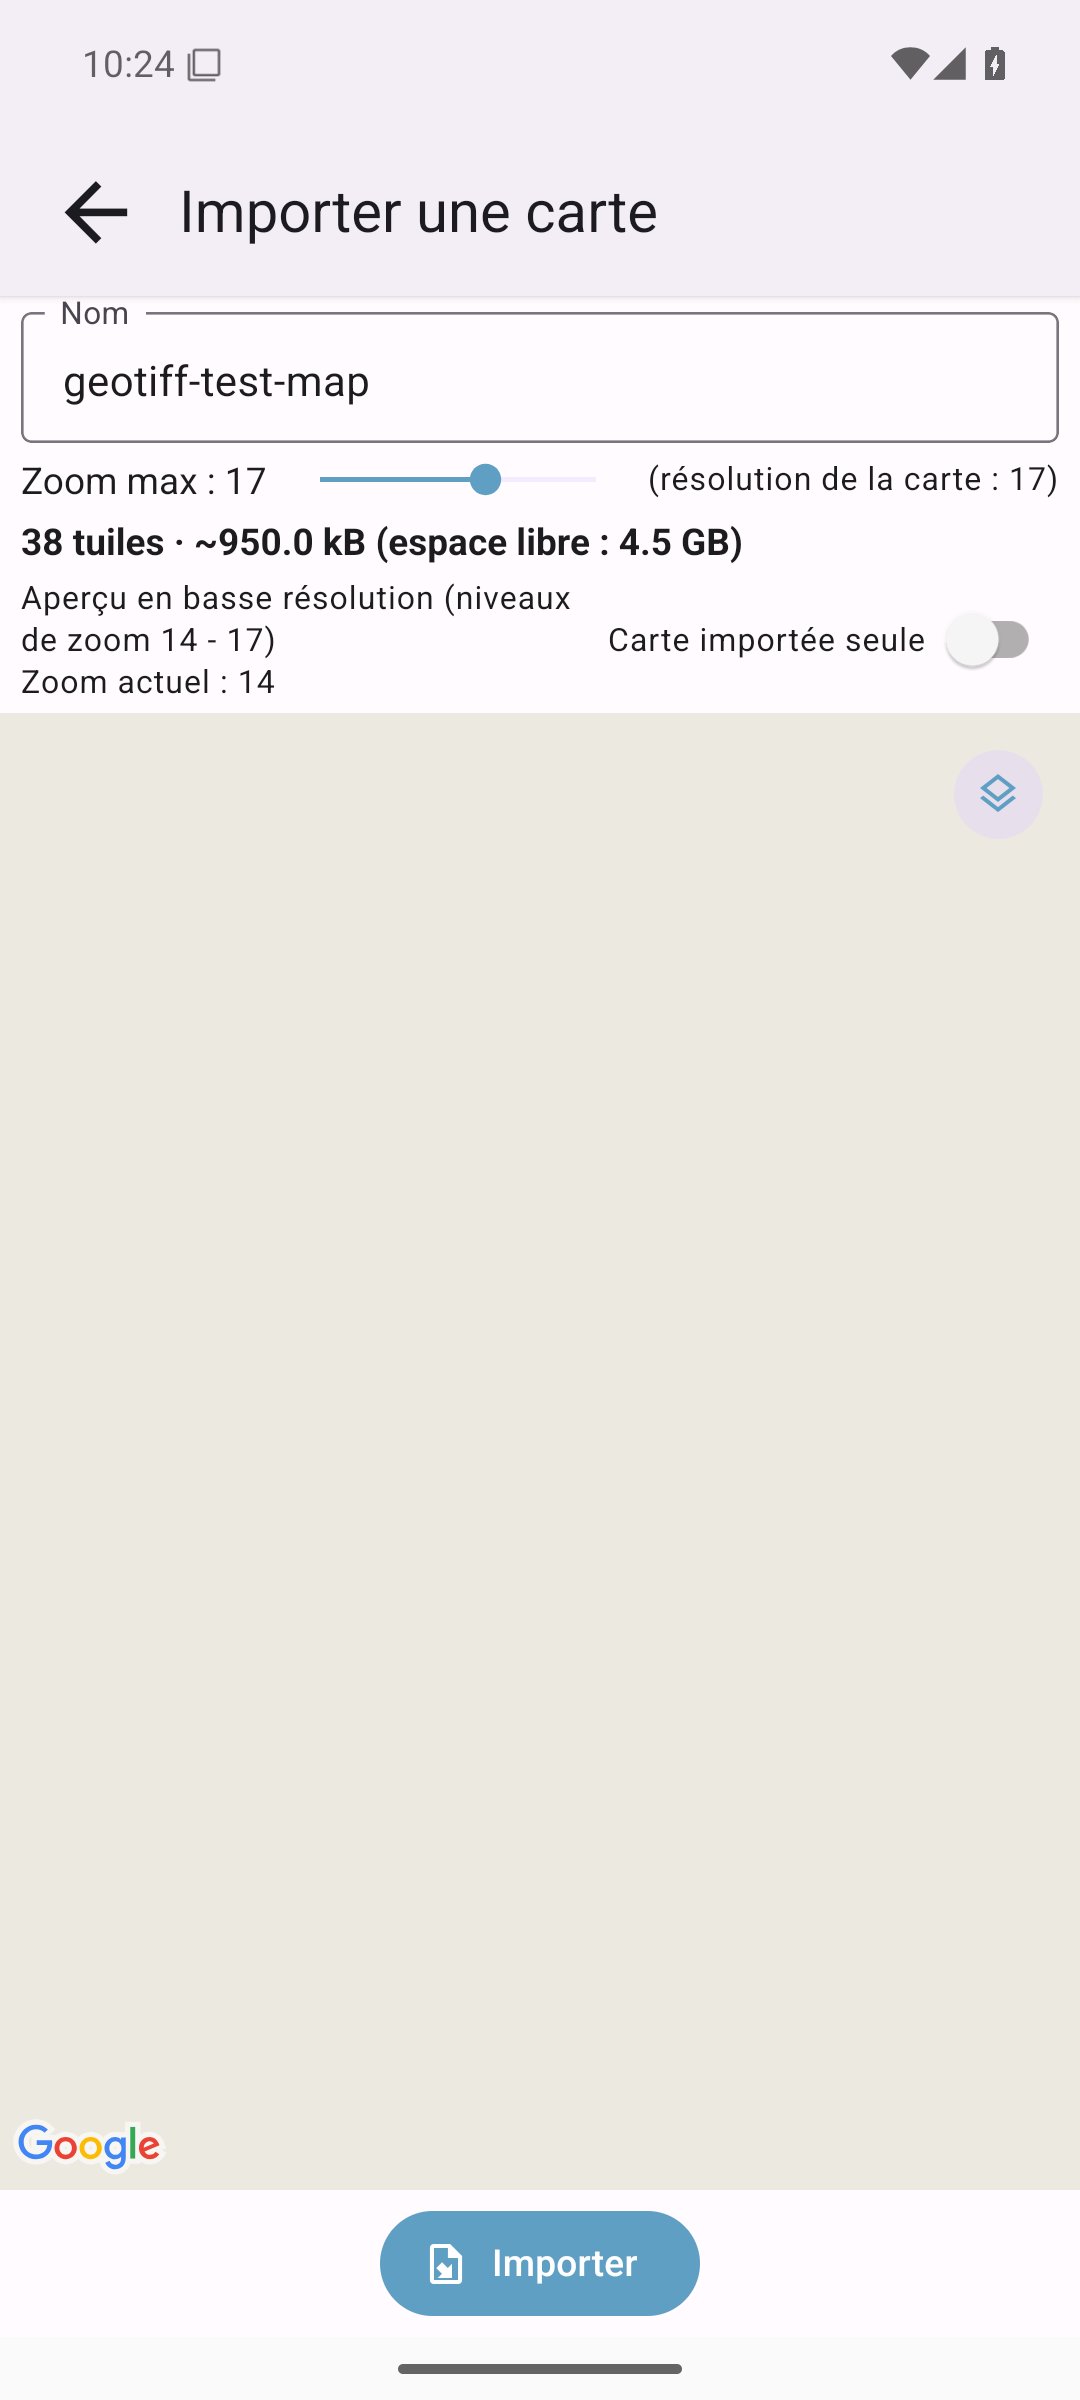 10:24
Importer une carte
Nom
geotiff-test-map
Zoom max : 17
(résolution de la carte : 17)
38 tuiles · ~950.0 kB (espace libre : 4.5 GB)
Aperçu en basse résolution (niveaux
de zoom 14 - 17)
Zoom actuel : 14
Carte importée seule
Google
Importer